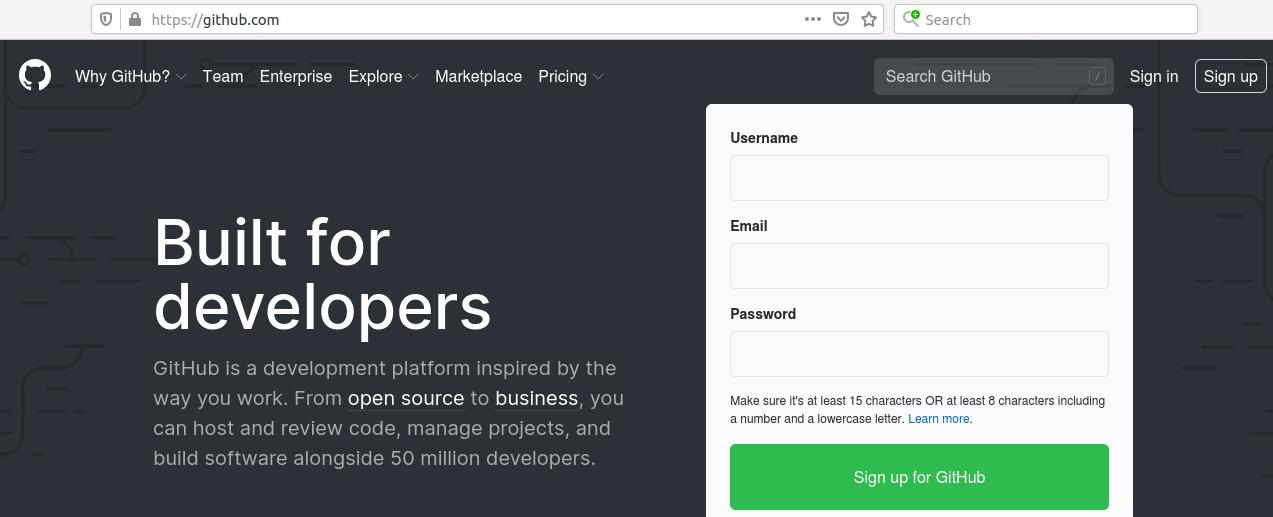 https://github.com
Search
Why GitHub? Team Enterprise Explore Marketplace Pricing
Search GitHub /
Sign in
Sign up
Built for
developers
GitHub is a development platform inspired by the
way you work. From open source to business, you
can host and review code, manage projects, and
build software alongside 50 million developers.
Username
Email
Password
Make sure it's at least 15 characters OR at least 8 characters including
a number and a lowercase letter. Learn more.
Sign up for GitHub